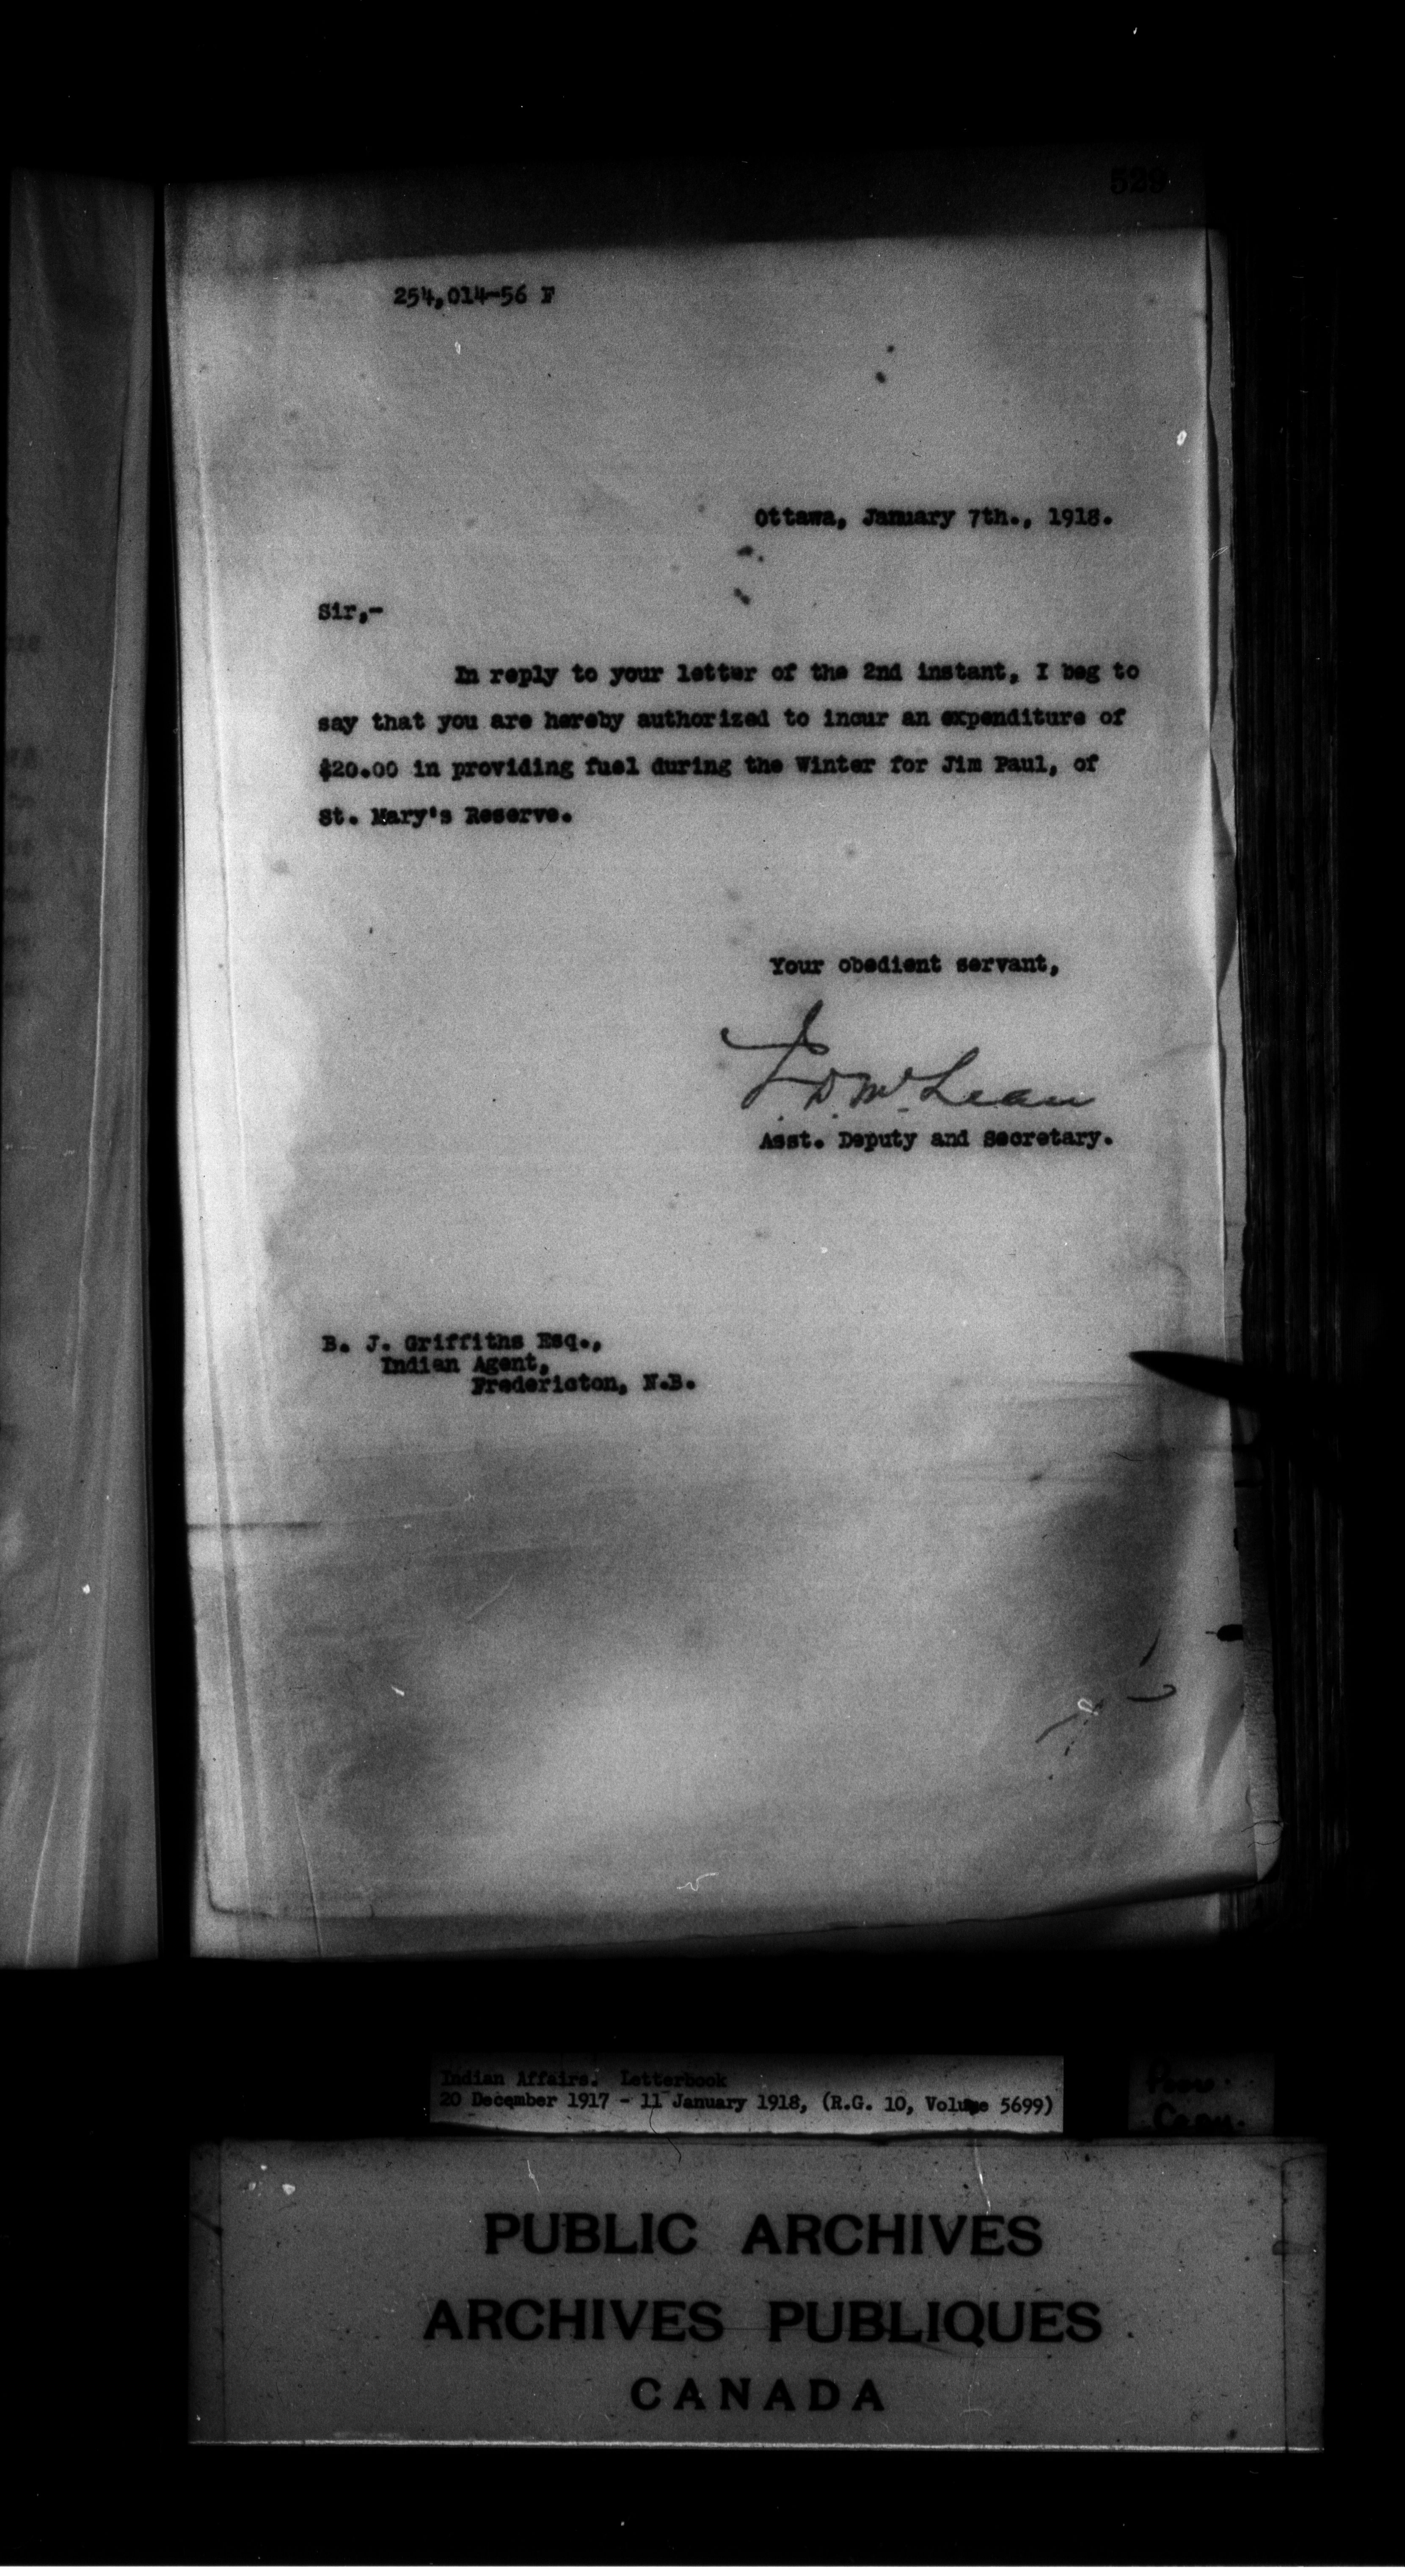 529
254,014-56 F
Ottawa, January 7th., 1918.
Sir,-
In reply to your letter of the 2nd instant, I beg to
say that you are hereby authorized to incur an expenditure of
$20.00 in providing fuel during the Winter for Jim Paul, of
St. Mary's Reserve.
Your obedient servant,
J. D. McLean
Asst. Deputy and Secretary.
B. J. Griffiths Esq.,
Indian Agent,
Fredericton, N.B.
Indian Affairs. Letterbook
20 December 1917 - 11 January 1918, (R.G. 10, Volume 5699)
PUBLIC ARCHIVES
ARCHIVES PUBLIQUES
CANADA